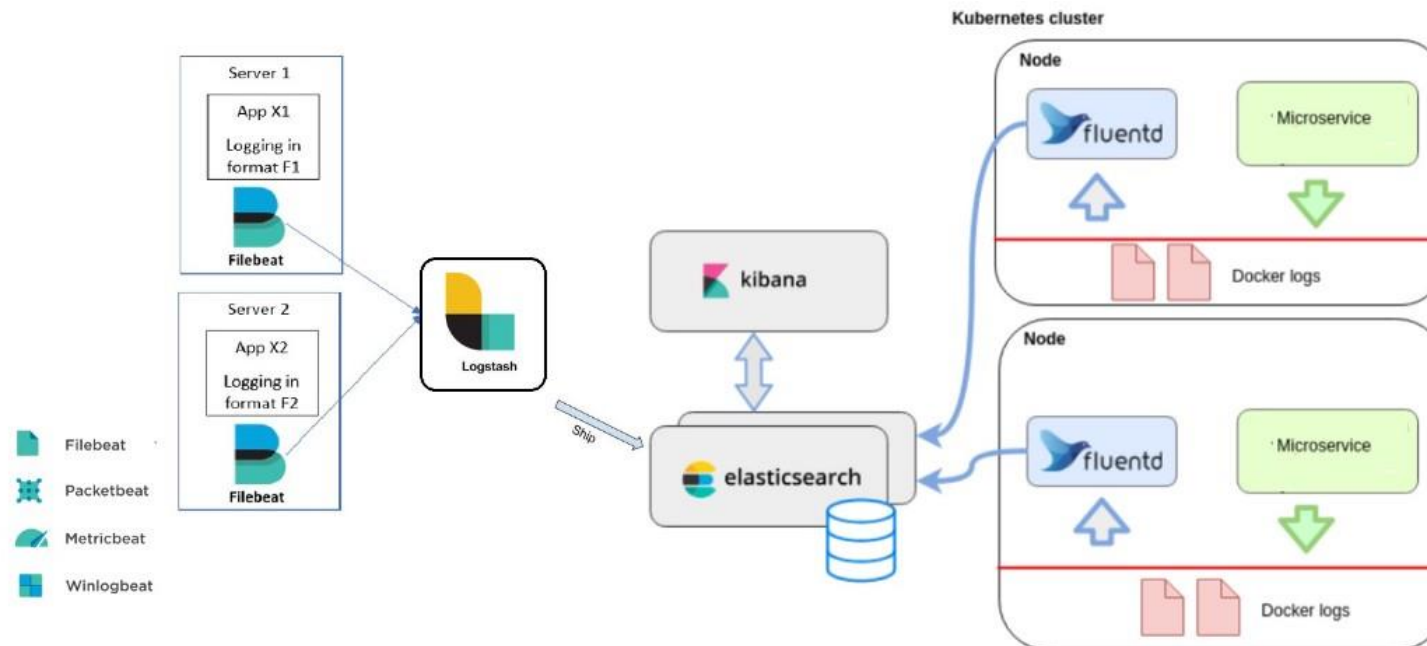 Kubernetes cluster
Server 1
App X1
Logging in
format F1
Filebeat
Server 2
App X2
Logging in
format F2
Filebeat
Filebeat
Packetbeat
Metricbeat
Winlogbeat
Logstash
Ship
kibana
elasticsearch
Node
fluentd
Microservice
Docker logs
Node
fluentd
Microservice
Docker logs